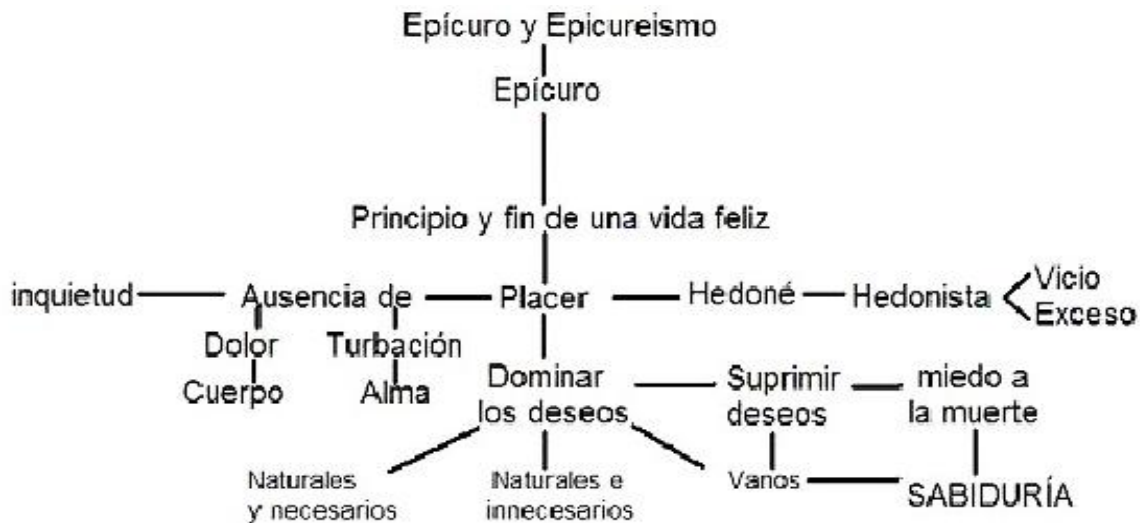 Epícuro y Epicureismo
Epícuro
Principio y fin de una vida feliz
inquietud Ausencia de Placer Hedoné Hedonista Vicio
Exceso
Dolor Turbación
Cuerpo Alma
Dominar
los deseos
Suprimir
deseos
miedo a
la muerte
Naturales
y necesarios
Naturales e
innecesarios
Vanos
SABIDURÍA